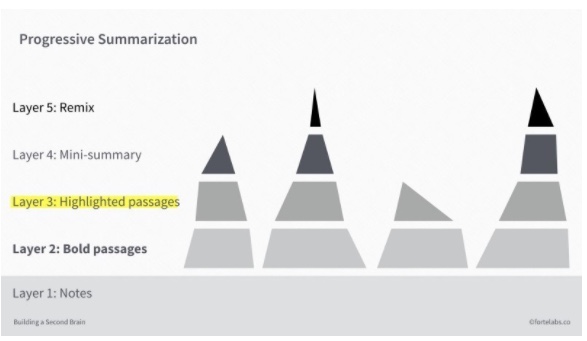 Progressive Summarization
Layer 5: Remix
Layer 4: Mini-summary
Layer 3: Highlighted passages
Layer 2: Bold passages
Layer 1: Notes
Building a Second Brain
©fortelabs.co